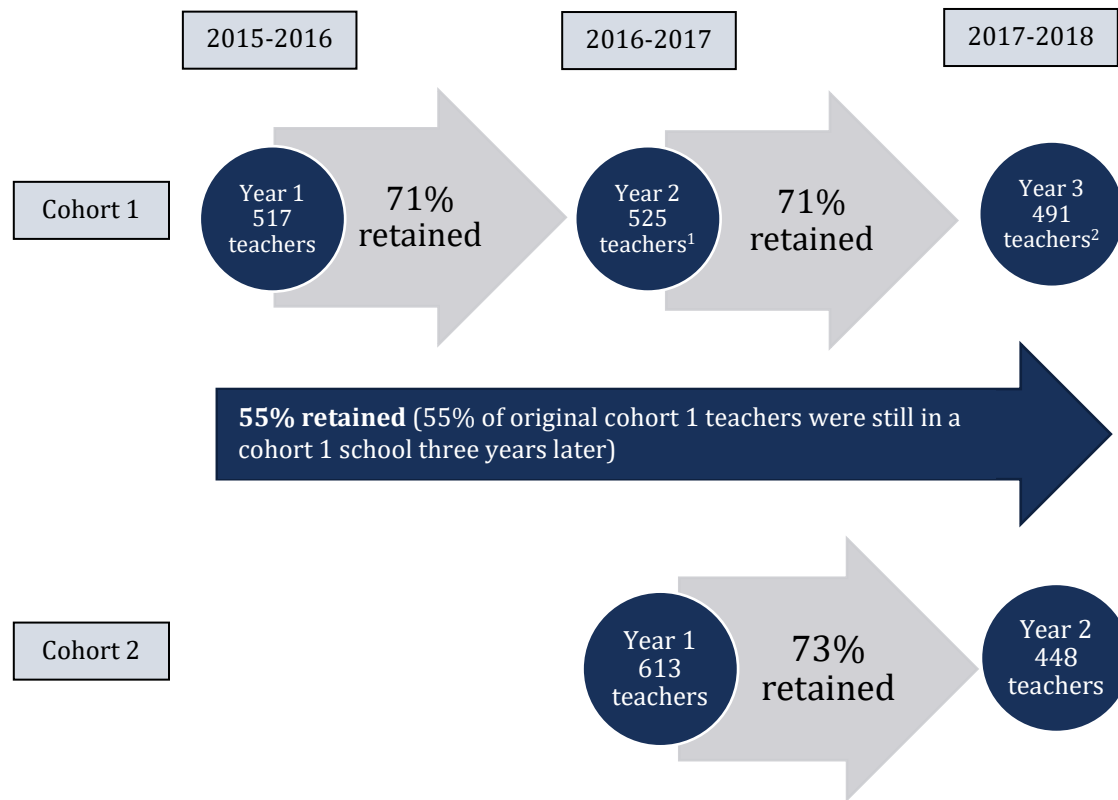 2015-2016
2016-2017
2017-2018
Cohort 1
Year 1
517
teachers
71%
retained
Year 2
525
teachers¹
71%
retained
Year 3
491
teachers²
55% retained (55% of original cohort 1 teachers were still in a
cohort 1 school three years later)
Cohort 2
Year 1
613
teachers
73%
retained
Year 2
448
teachers